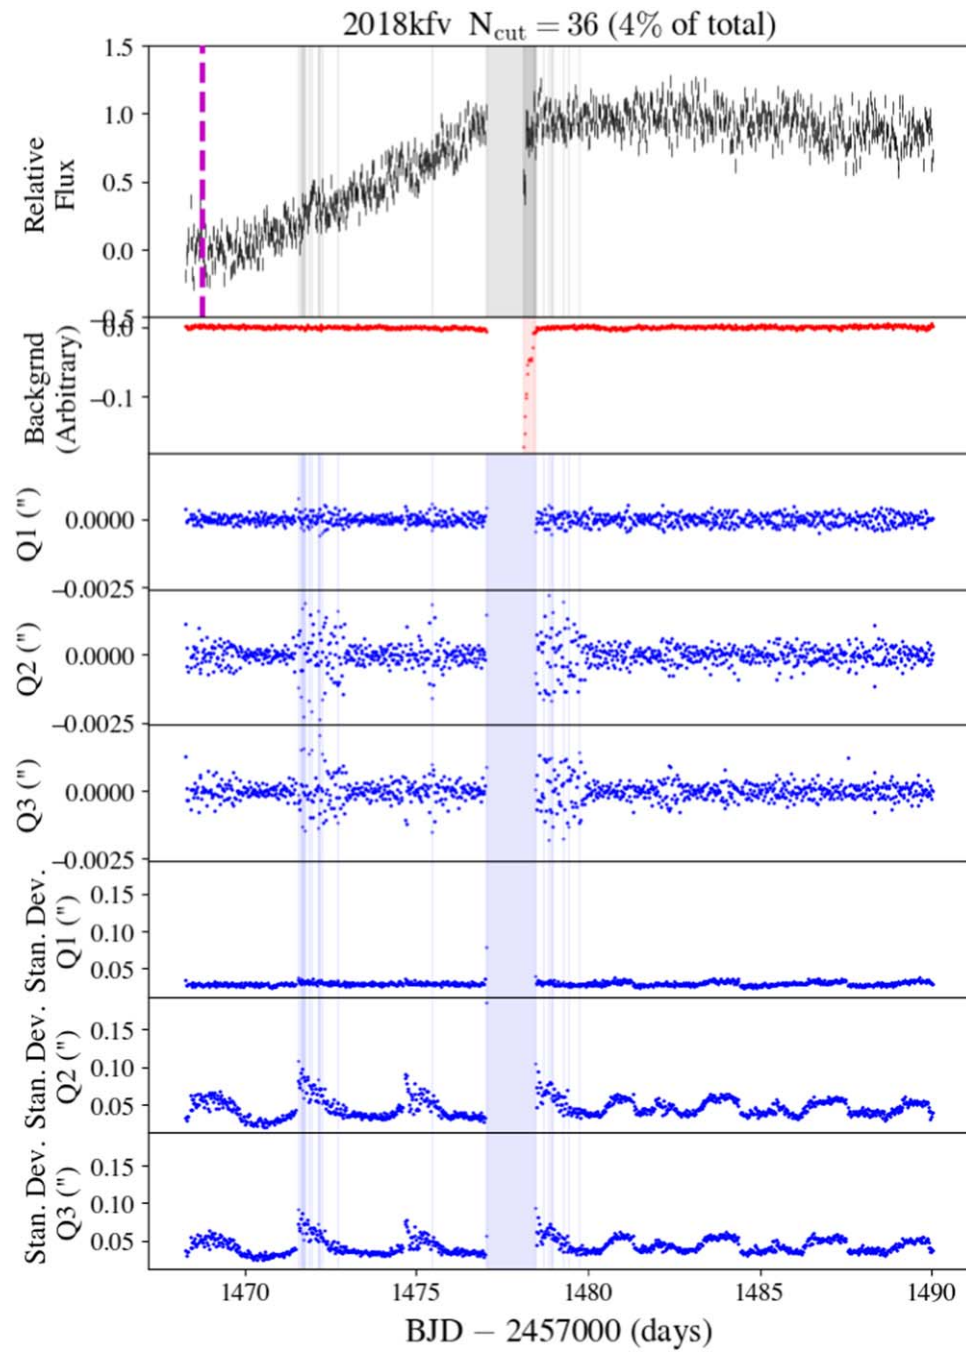 2018kfv N_cut = 36 (4% of total)
1.5
1.0
0.5
0.0
Relative
Flux
0.0
−0.1
Backgrnd
(Arbitrary)
0.0000
−0.0025
Q1 (")
0.0000
−0.0025
Q2 (")
0.0000
−0.0025
Q3 (")
0.15
0.10
0.05
Stan. Dev.
Q1 (")
0.15
0.10
0.05
Stan. Dev.
Q2 (")
0.15
0.10
0.05
Stan. Dev.
Q3 (")
1470 1475 1480 1485 1490
BJD − 2457000 (days)